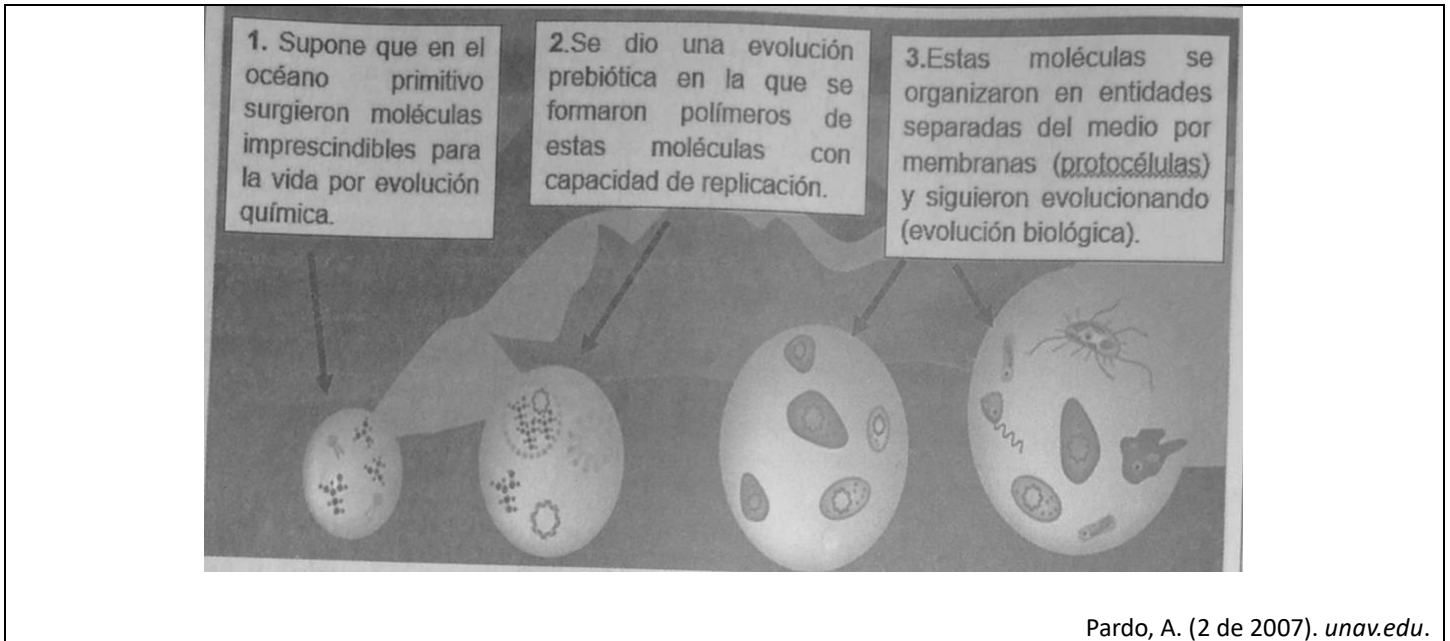 1. Supone que en el
océano primitivo
surgieron moléculas
imprescindibles para
la vida por evolución
química.
2.Se dio una evolución
prebiótica en la que se
formaron polímeros de
estas moléculas con
capacidad de replicación.
3.Estas moléculas se
organizaron en entidades
separadas del medio por
membranas (protocélulas)
y siguieron evolucionando
(evolución biológica).
Pardo, A. (2 de 2007). unav.edu.